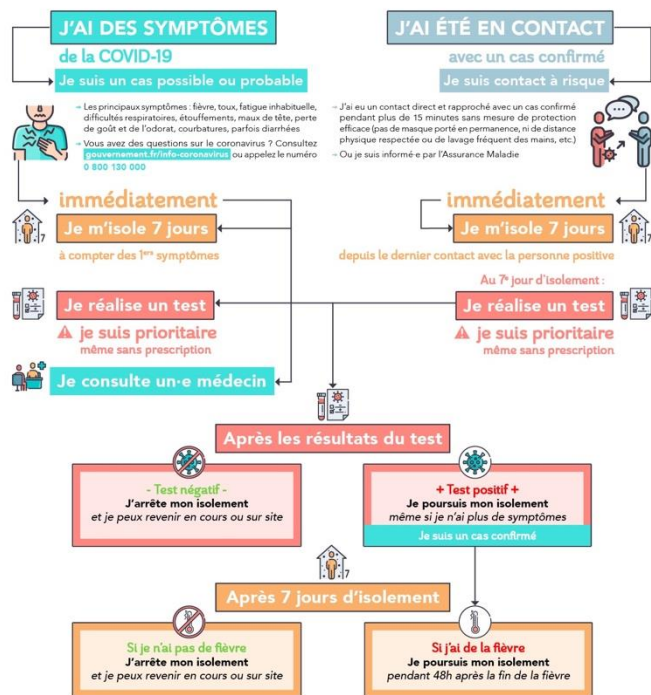 J'AI DES SYMPTÔMES
de la COVID-19
Je suis un cas possible ou probable
→ Les principaux symptômes : fièvre, toux, fatigue inhabituelle,
difficultés respiratoires, étouffements, maux de tête, perte
de goût et de l'odorat, courbatures, parfois diarrhées
→ Vous avez des questions sur le coronavirus ? Consultez
gouvernement.fr/info-coronavirus ou appelez le numéro
0 800 130 000
J'AI ÉTÉ EN CONTACT
avec un cas confirmé
Je suis contact à risque
→ J'ai eu un contact direct et rapproché avec un cas confirmé
pendant plus de 15 minutes sans mesure de protection
efficace (pas de masque porté en permanence, ni de distance
physique respectée ou de lavage fréquent des mains, etc.)
→ Ou je suis informé·e par l'Assurance Maladie
immédiatement
7
Je m'isole 7 jours
à compter des 1ers symptômes
immédiatement
Je m'isole 7 jours
7
depuis le dernier contact avec la personne positive
Au 7e jour d'isolement :
Je réalise un test
je suis prioritaire
même sans prescription
Je réalise un test
je suis prioritaire
même sans prescription
Je consulte un·e médecin
Après les résultats du test
- Test négatif -
J'arrête mon isolement
et je peux revenir en cours ou sur site
+ Test positif +
Je poursuis mon isolement
même si je n'ai plus de symptômes
Je suis un cas confirmé
7
Après 7 jours d'isolement
Si je n'ai pas de fièvre
J'arrête mon isolement
et je peux revenir en cours ou sur site
Si j'ai de la fièvre
Je poursuis mon isolement
pendant 48h après la fin de la fièvre